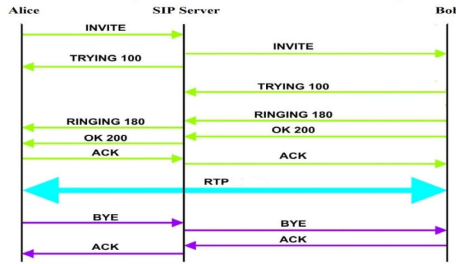 Alice SIP Server Bob
INVITE
INVITE
TRYING 100
TRYING 100
RINGING 180
RINGING 180
OK 200
OK 200
ACK
ACK
RTP
BYE
BYE
ACK
ACK